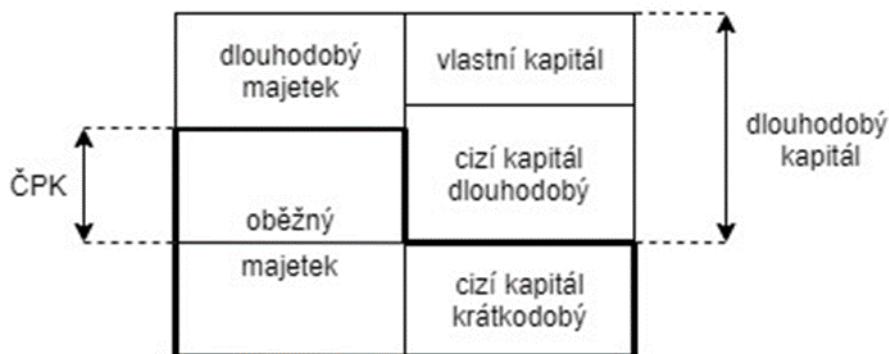 dlouhodobý
majetek
vlastní kapitál
dlouhodobý
kapitál
ČPK
cizí kapitál
dlouhodobý
oběžný
majetek
cizí kapitál
krátkodobý